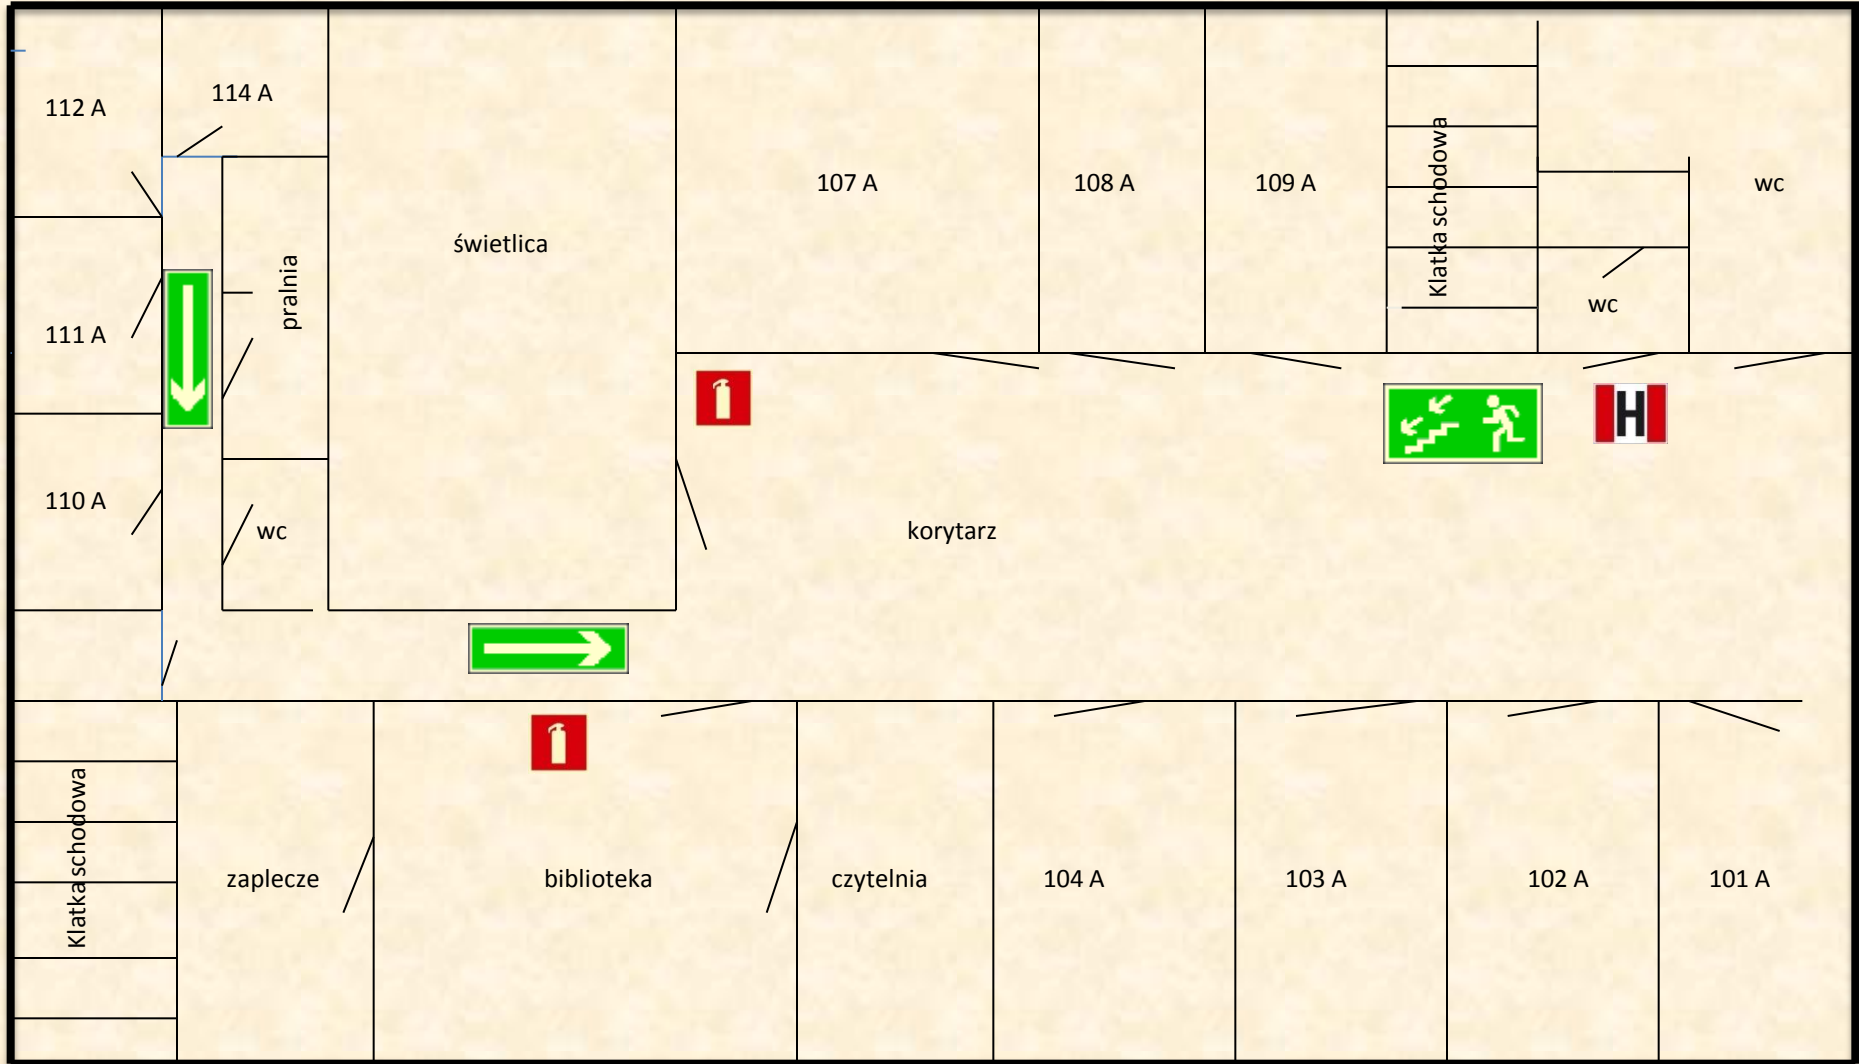 112 A
114 A
107 A
108 A
109 A
Klatka schodowa
wc
świetlica
pralnia
wc
111 A
H
110 A
wc
korytarz
Klatka schodowa
zaplecze
biblioteka
czytelnia
104 A
103 A
102 A
101 A